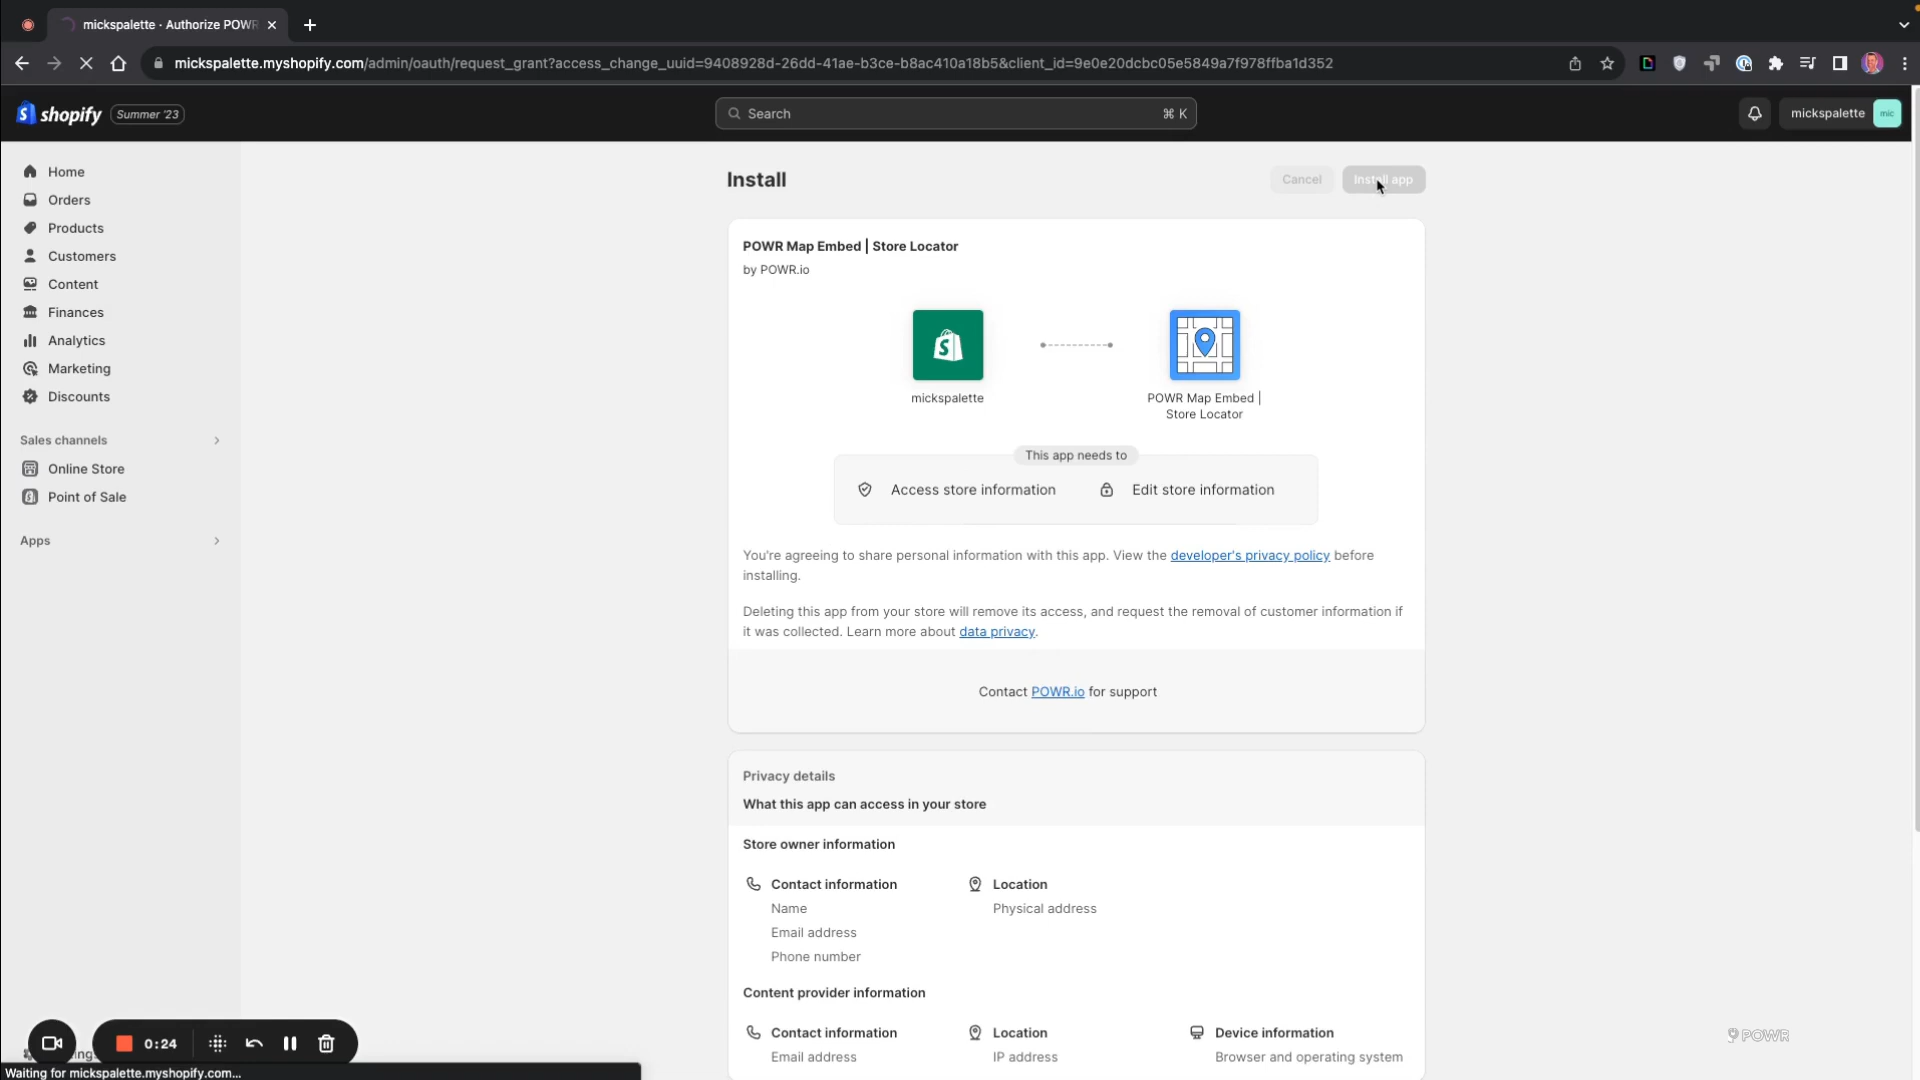 mickspalette · Authorize POWR
mickspalette.myshopify.com/admin/oauth/request_grant?access_change_uuid=9408928d-26dd-41ae-b3ce-b8ac410a18b5&client_id=9e0e20dcbc05e5849a7f978ffba1d352
shopify
Summer '23
Search
⌘ K
mickspalette
mic
Home
Orders
Products
Customers
Content
Finances
Analytics
Marketing
Discounts
Sales channels
Online Store
Point of Sale
Apps
Install
Cancel
Install app
POWR Map Embed | Store Locator
by POWR.io
mickspalette
POWR Map Embed |
Store Locator
This app needs to
Access store information
Edit store information
You're agreeing to share personal information with this app. View the developer's privacy policy before
installing.
Deleting this app from your store will remove its access, and request the removal of customer information if
it was collected. Learn more about data privacy.
Contact POWR.io for support
Privacy details
What this app can access in your store
Store owner information
Contact information
Name
Email address
Phone number
Location
Physical address
Content provider information
Contact information
Email address
Location
IP address
Device information
Browser and operating system
0:24
Waiting for mickspalette.myshopify.com...
POWR